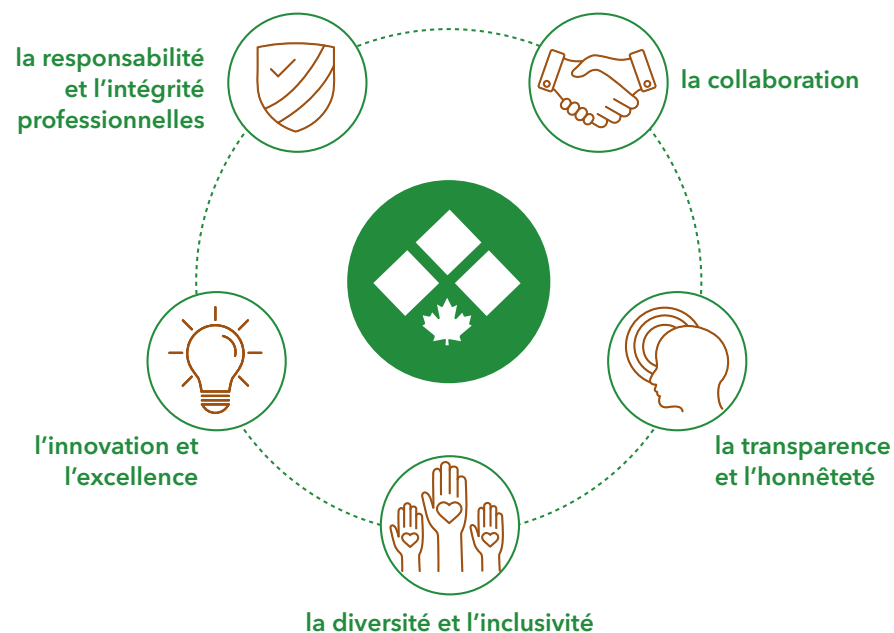 la responsabilité
et l'intégrité
professionnelles
la collaboration
l'innovation et
l'excellence
la transparence
et l'honnêteté
la diversité et l'inclusivité